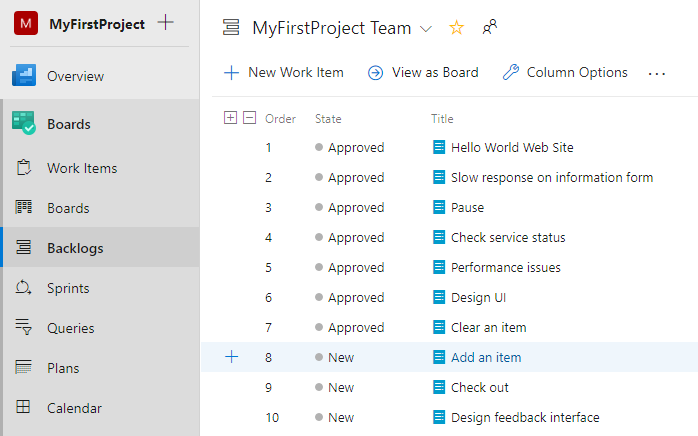 M MyFirstProject +
Overview
Boards
Work Items
Boards
Backlogs
Sprints
Queries
Plans
Calendar
MyFirstProject Team
New Work Item View as Board Column Options ...
Order State Title
1 Approved Hello World Web Site
2 Approved Slow response on information form
3 Approved Pause
4 Approved Check service status
5 Approved Performance issues
6 Approved Design UI
7 Approved Clear an item
8 New Add an item
9 New Check out
10 New Design feedback interface